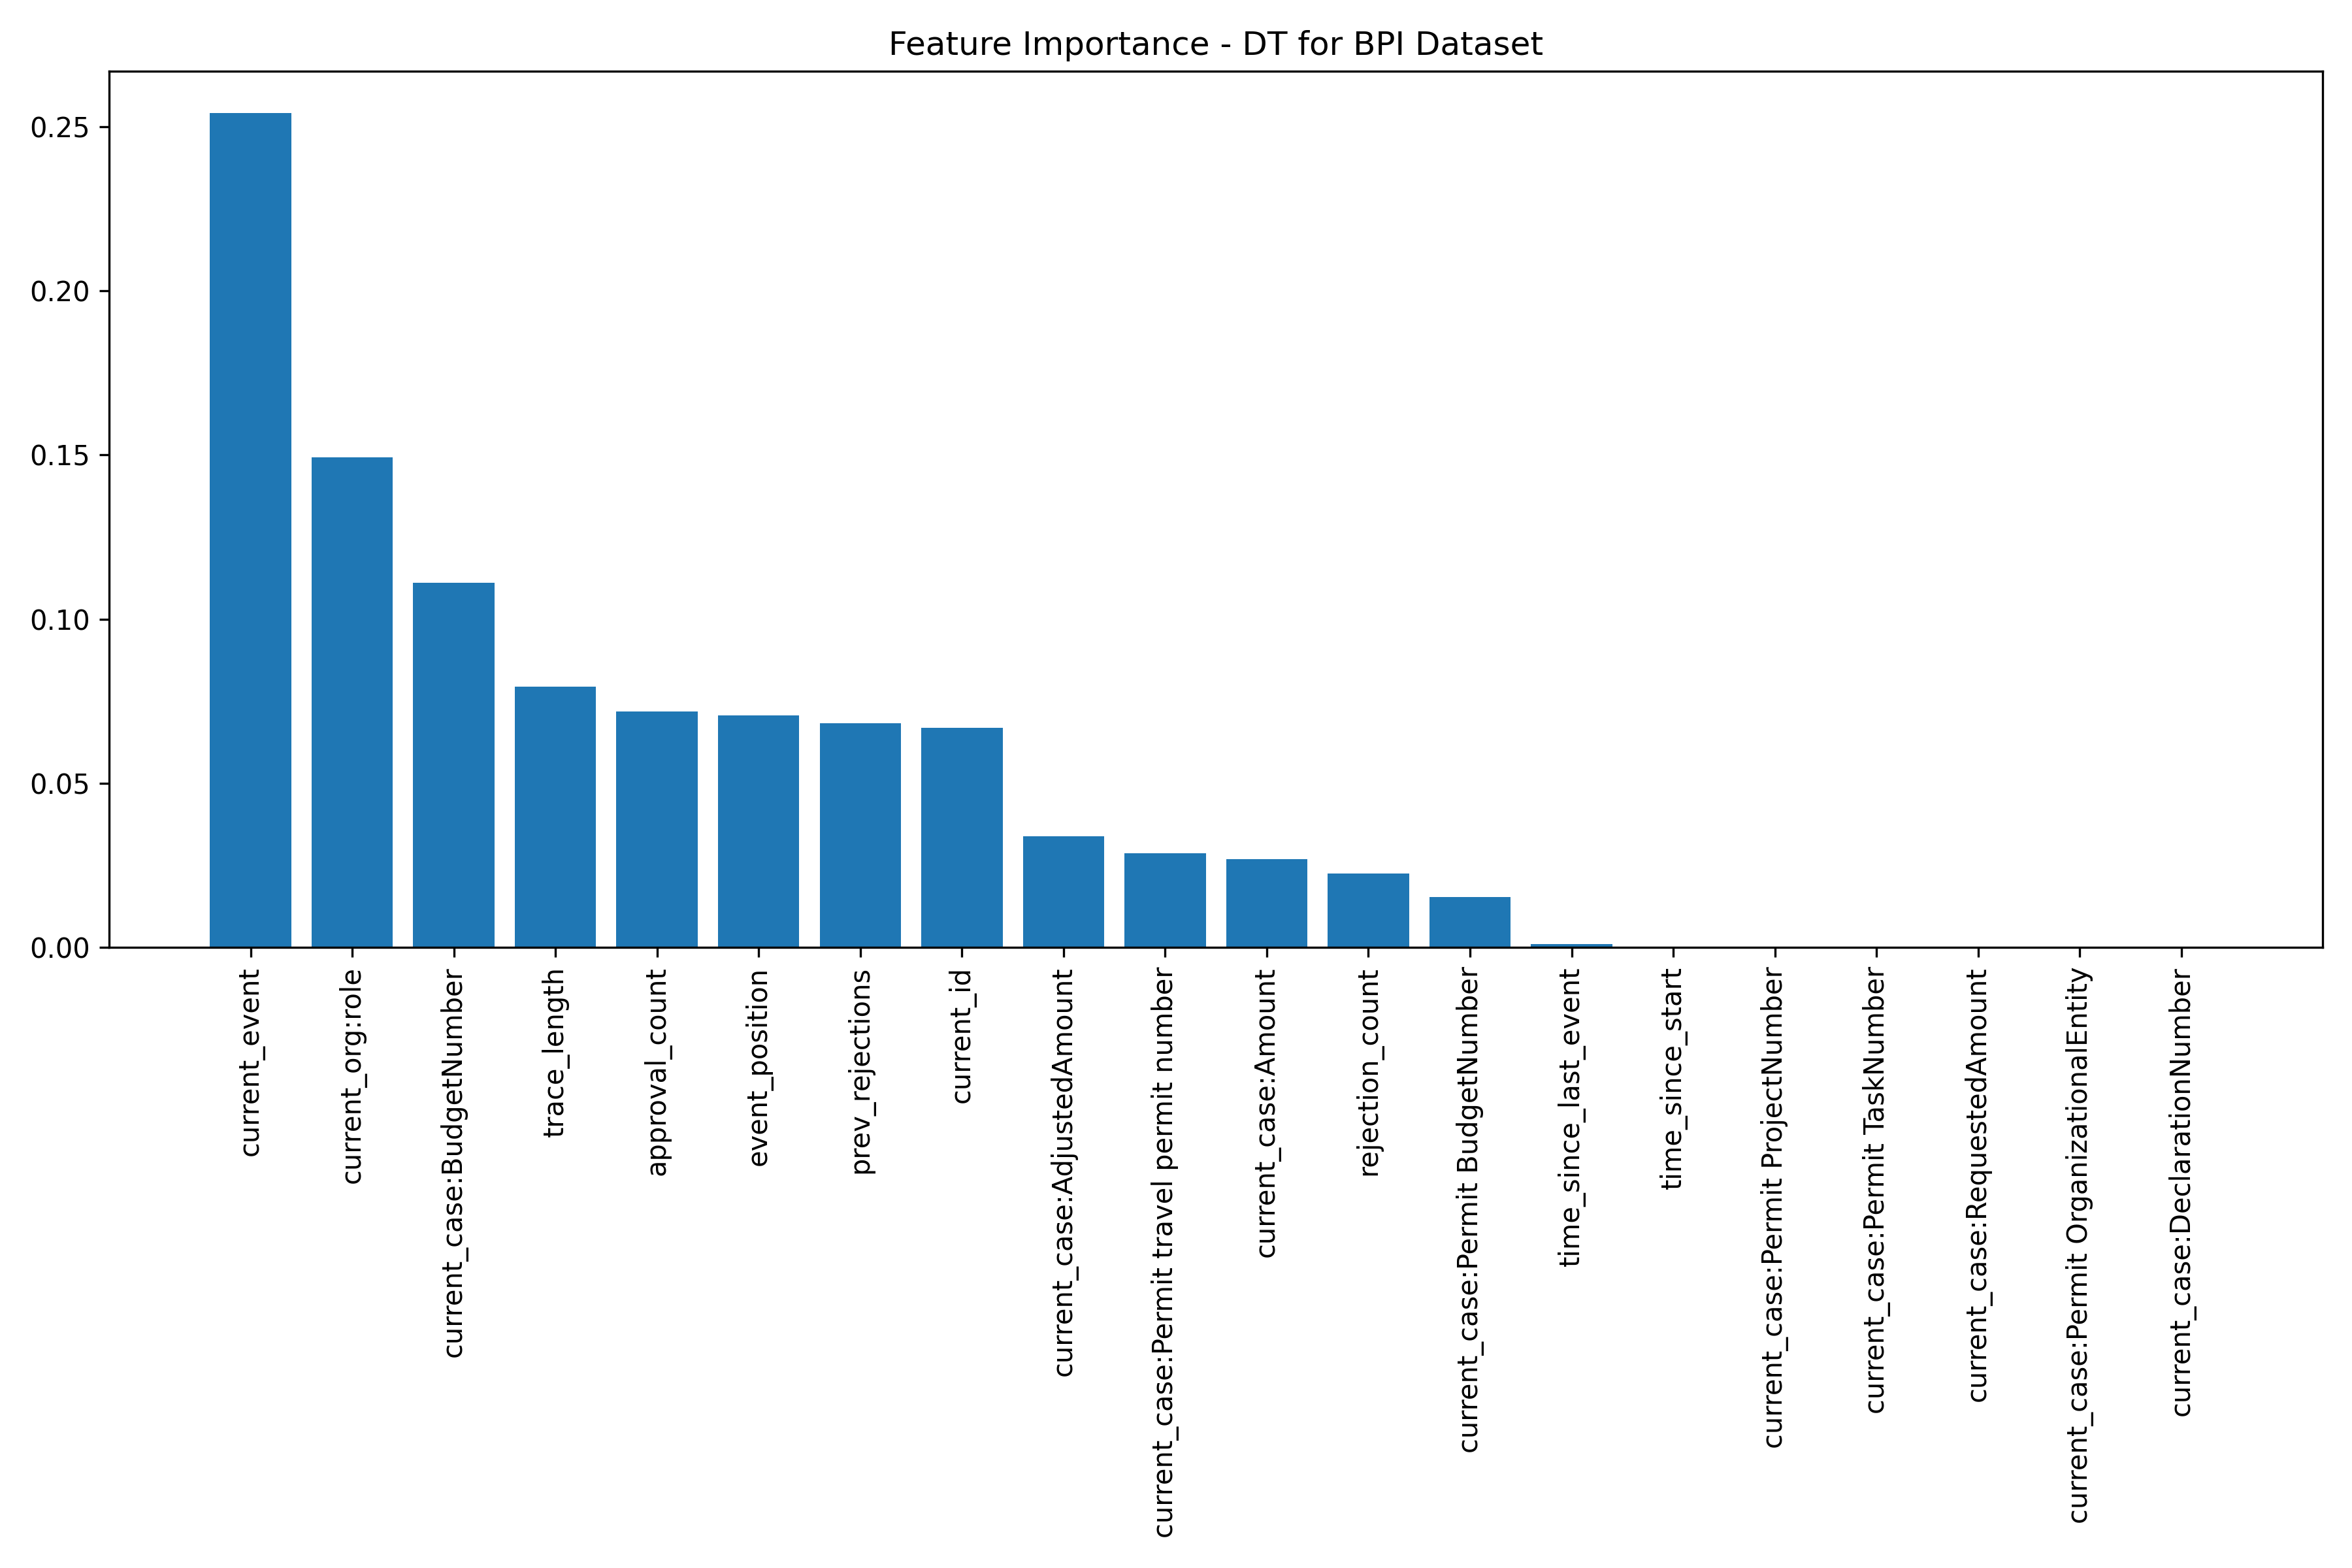 Feature Importance - DT for BPI Dataset
0.25
0.20
0.15
0.10
0.05
0.00
current_event
current_org:role
current_case:BudgetNumber
trace_length
approval_count
event_position
prev_rejections
current_id
current_case:AdjustedAmount
current_case:Permit travel permit number
current_case:Amount
rejection_count
current_case:Permit BudgetNumber
time_since_last_event
time_since_start
current_case:Permit ProjectNumber
current_case:Permit TaskNumber
current_case:RequestedAmount
current_case:Permit OrganizationalEntity
current_case:DeclarationNumber